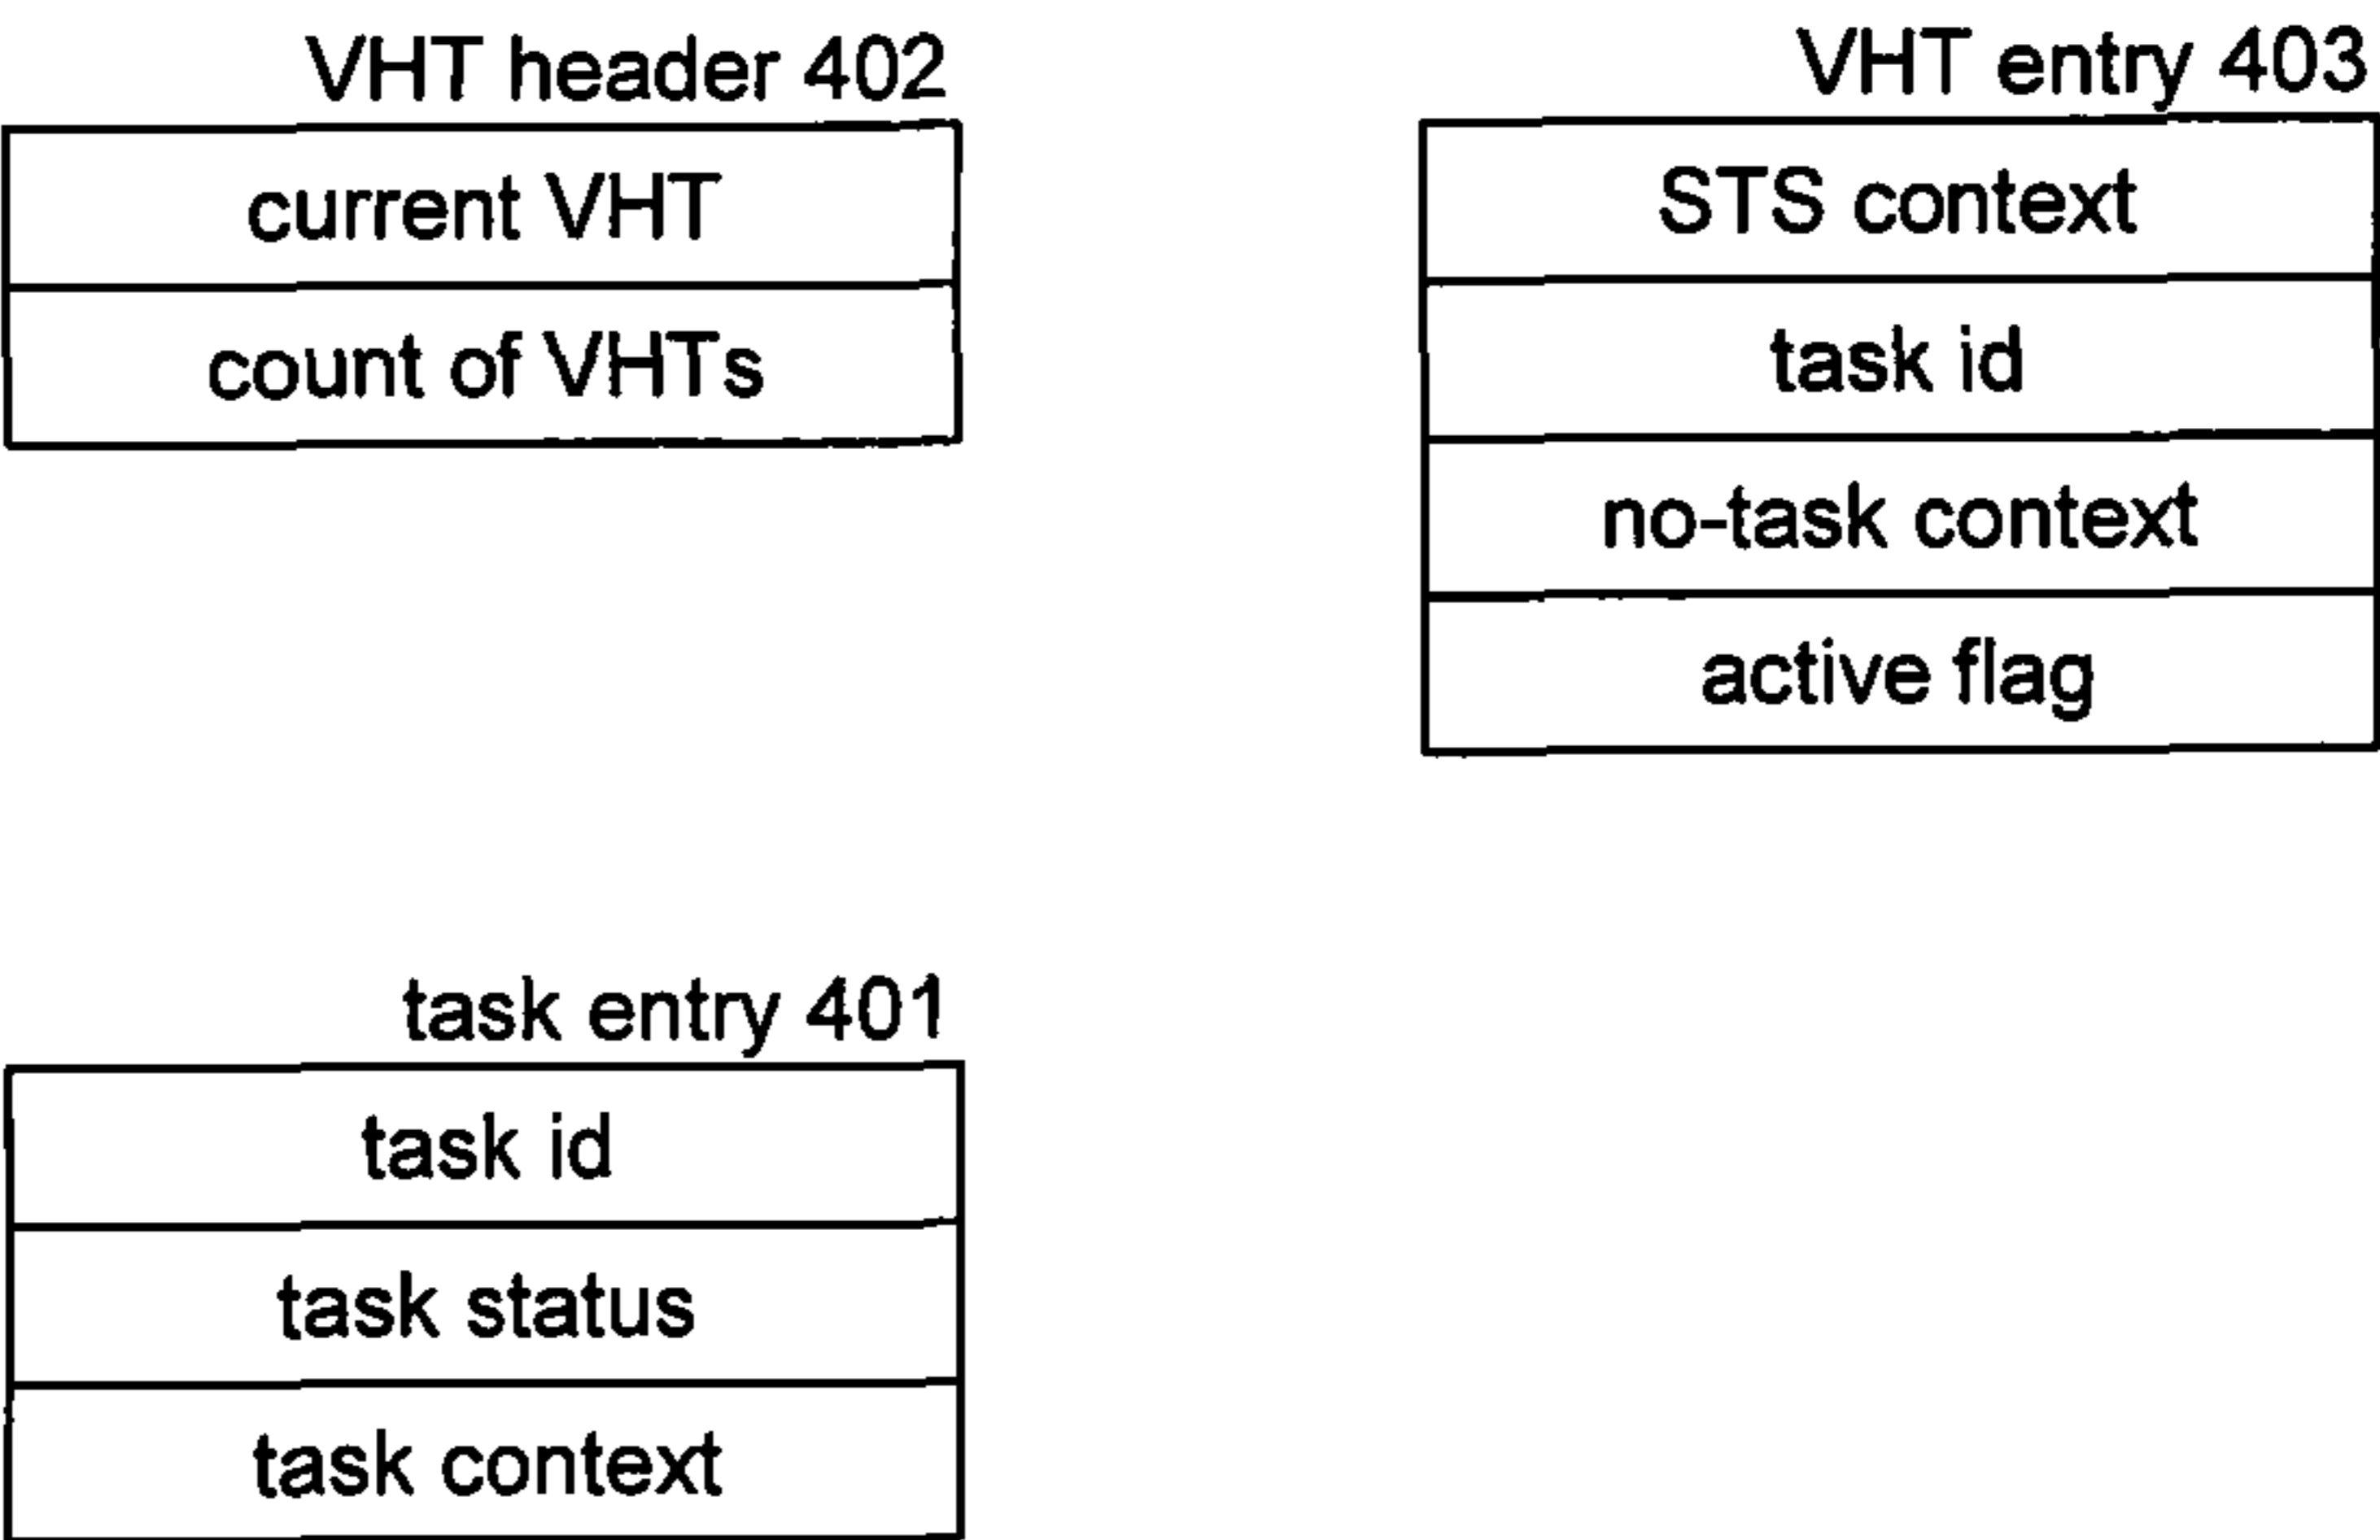 VHT header 402
current VHT
count of VHTs
VHT entry 403
STS context
task id
no-task context
active flag
task entry 401
task id
task status
task context